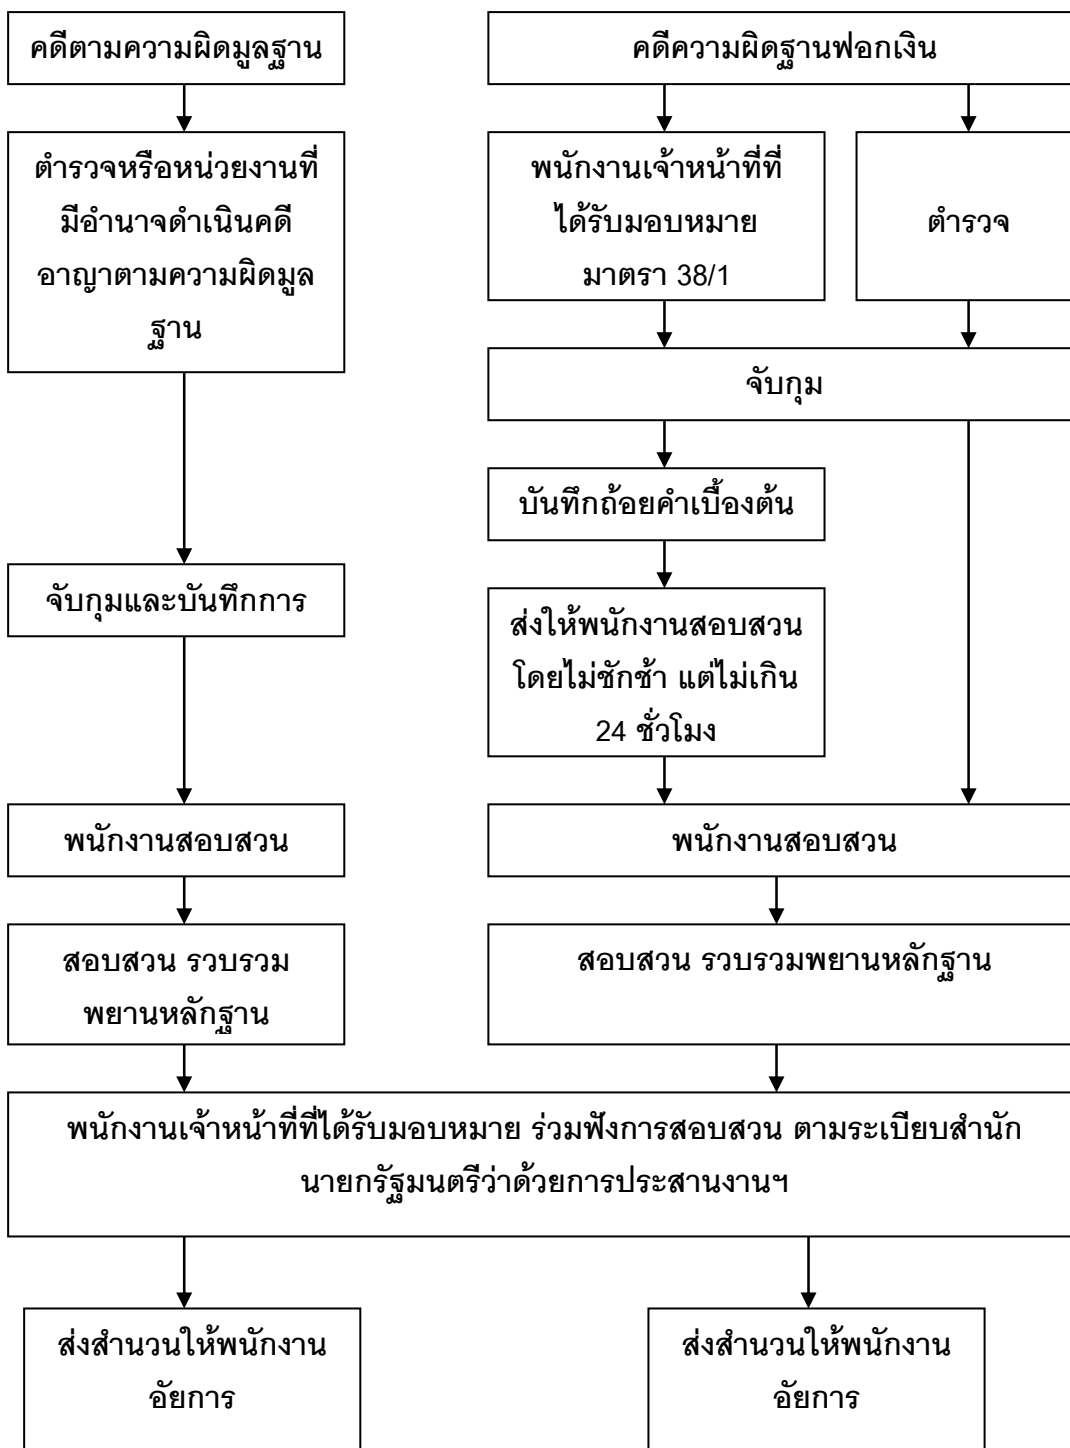 คดีตามความผิดมูลฐาน
คดีความผิดฐานฟอกเงิน
ตำรวจหรือหน่วยงานที่
มีอำนาจดำเนินคดี
อาญาตามความผิดมูล
ฐาน
พนักงานเจ้าหน้าที่ที่
ได้รับมอบหมาย
มาตรา 38/1
ตำรวจ
จับกุม
บันทึกถ้อยคำเบื้องต้น
จับกุมและบันทึกการ
ส่งให้พนักงานสอบสวน
โดยไม่ชักช้า แต่ไม่เกิน
24 ชั่วโมง
พนักงานสอบสวน
พนักงานสอบสวน
สอบสวน รวบรวม
พยานหลักฐาน
สอบสวน รวบรวมพยานหลักฐาน
พนักงานเจ้าหน้าที่ที่ได้รับมอบหมาย ร่วมฟังการสอบสวน ตามระเบียบสำนัก
นายกรัฐมนตรีว่าด้วยการประสานงานฯ
ส่งสำนวนให้พนักงาน
อัยการ
ส่งสำนวนให้พนักงาน
อัยการ